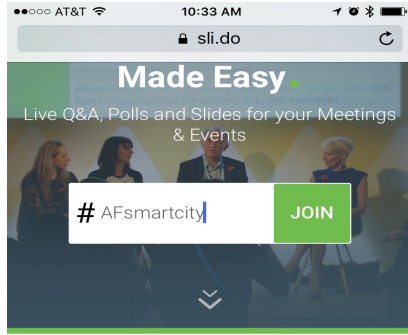 AT&T 10:33 AM
sli.do
Made Easy.
Live Q&A, Polls and Slides for your Meetings
& Events
# AFsmartcity JOIN